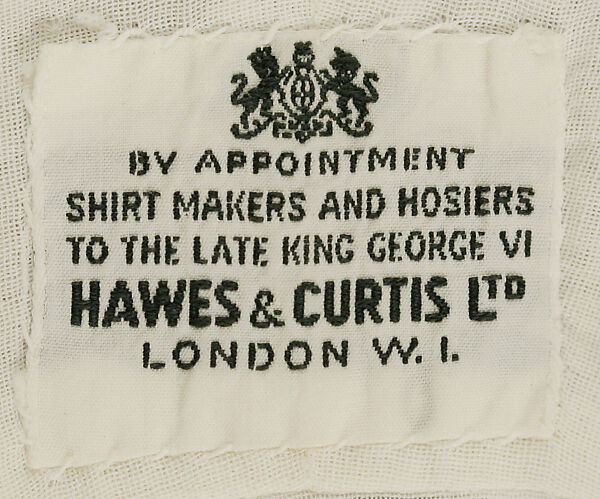 BY APPOINTMENT
SHIRT MAKERS AND HOSIERS
TO THE LATE KING GEORGE VI
HAWES & CURTIS LTD
LONDON W. I.